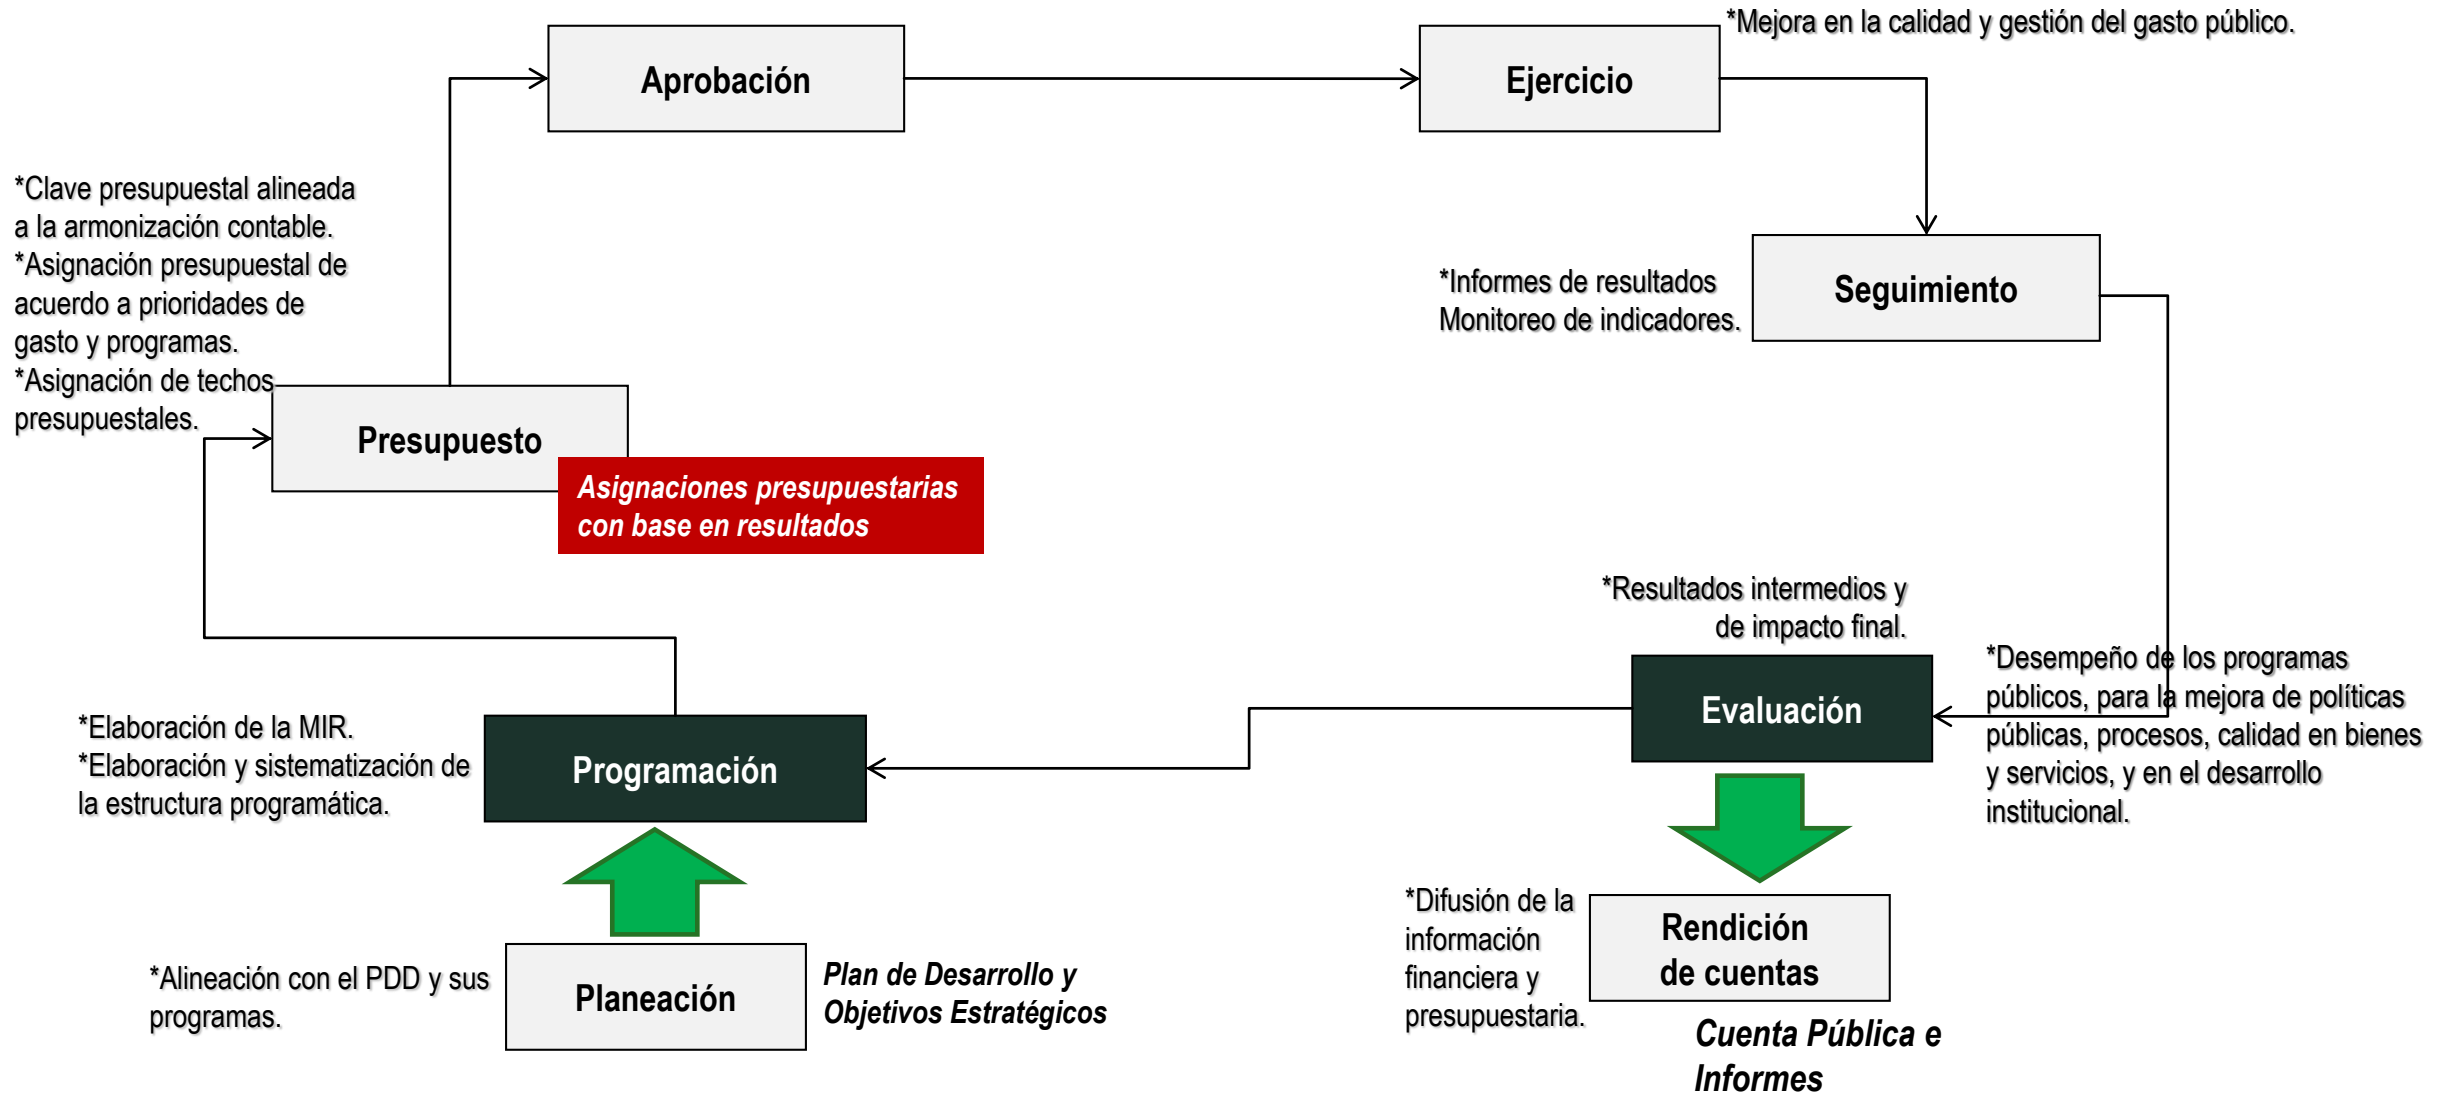 *Mejora en la calidad y gestión del gasto público.
Aprobación
Ejercicio
*Clave presupuestal alineada
a la armonización contable.
*Asignación presupuestal de
acuerdo a prioridades de
gasto y programas.
*Asignación de techos
presupuestales.
*Informes de resultados
Monitoreo de indicadores.
Seguimiento
Presupuesto
Asignaciones presupuestarias
con base en resultados
*Resultados intermedios y
de impacto final.
Evaluación
*Desempeño de los programas
públicos, para la mejora de políticas
públicas, procesos, calidad en bienes
y servicios, y en el desarrollo
institucional.
*Elaboración de la MIR.
*Elaboración y sistematización de
la estructura programática.
Programación
*Alineación con el PDD y sus
programas.
Planeación
Plan de Desarrollo y
Objetivos Estratégicos
*Difusión de la
información
financiera y
presupuestaria.
Rendición
de cuentas
Cuenta Pública e
Informes